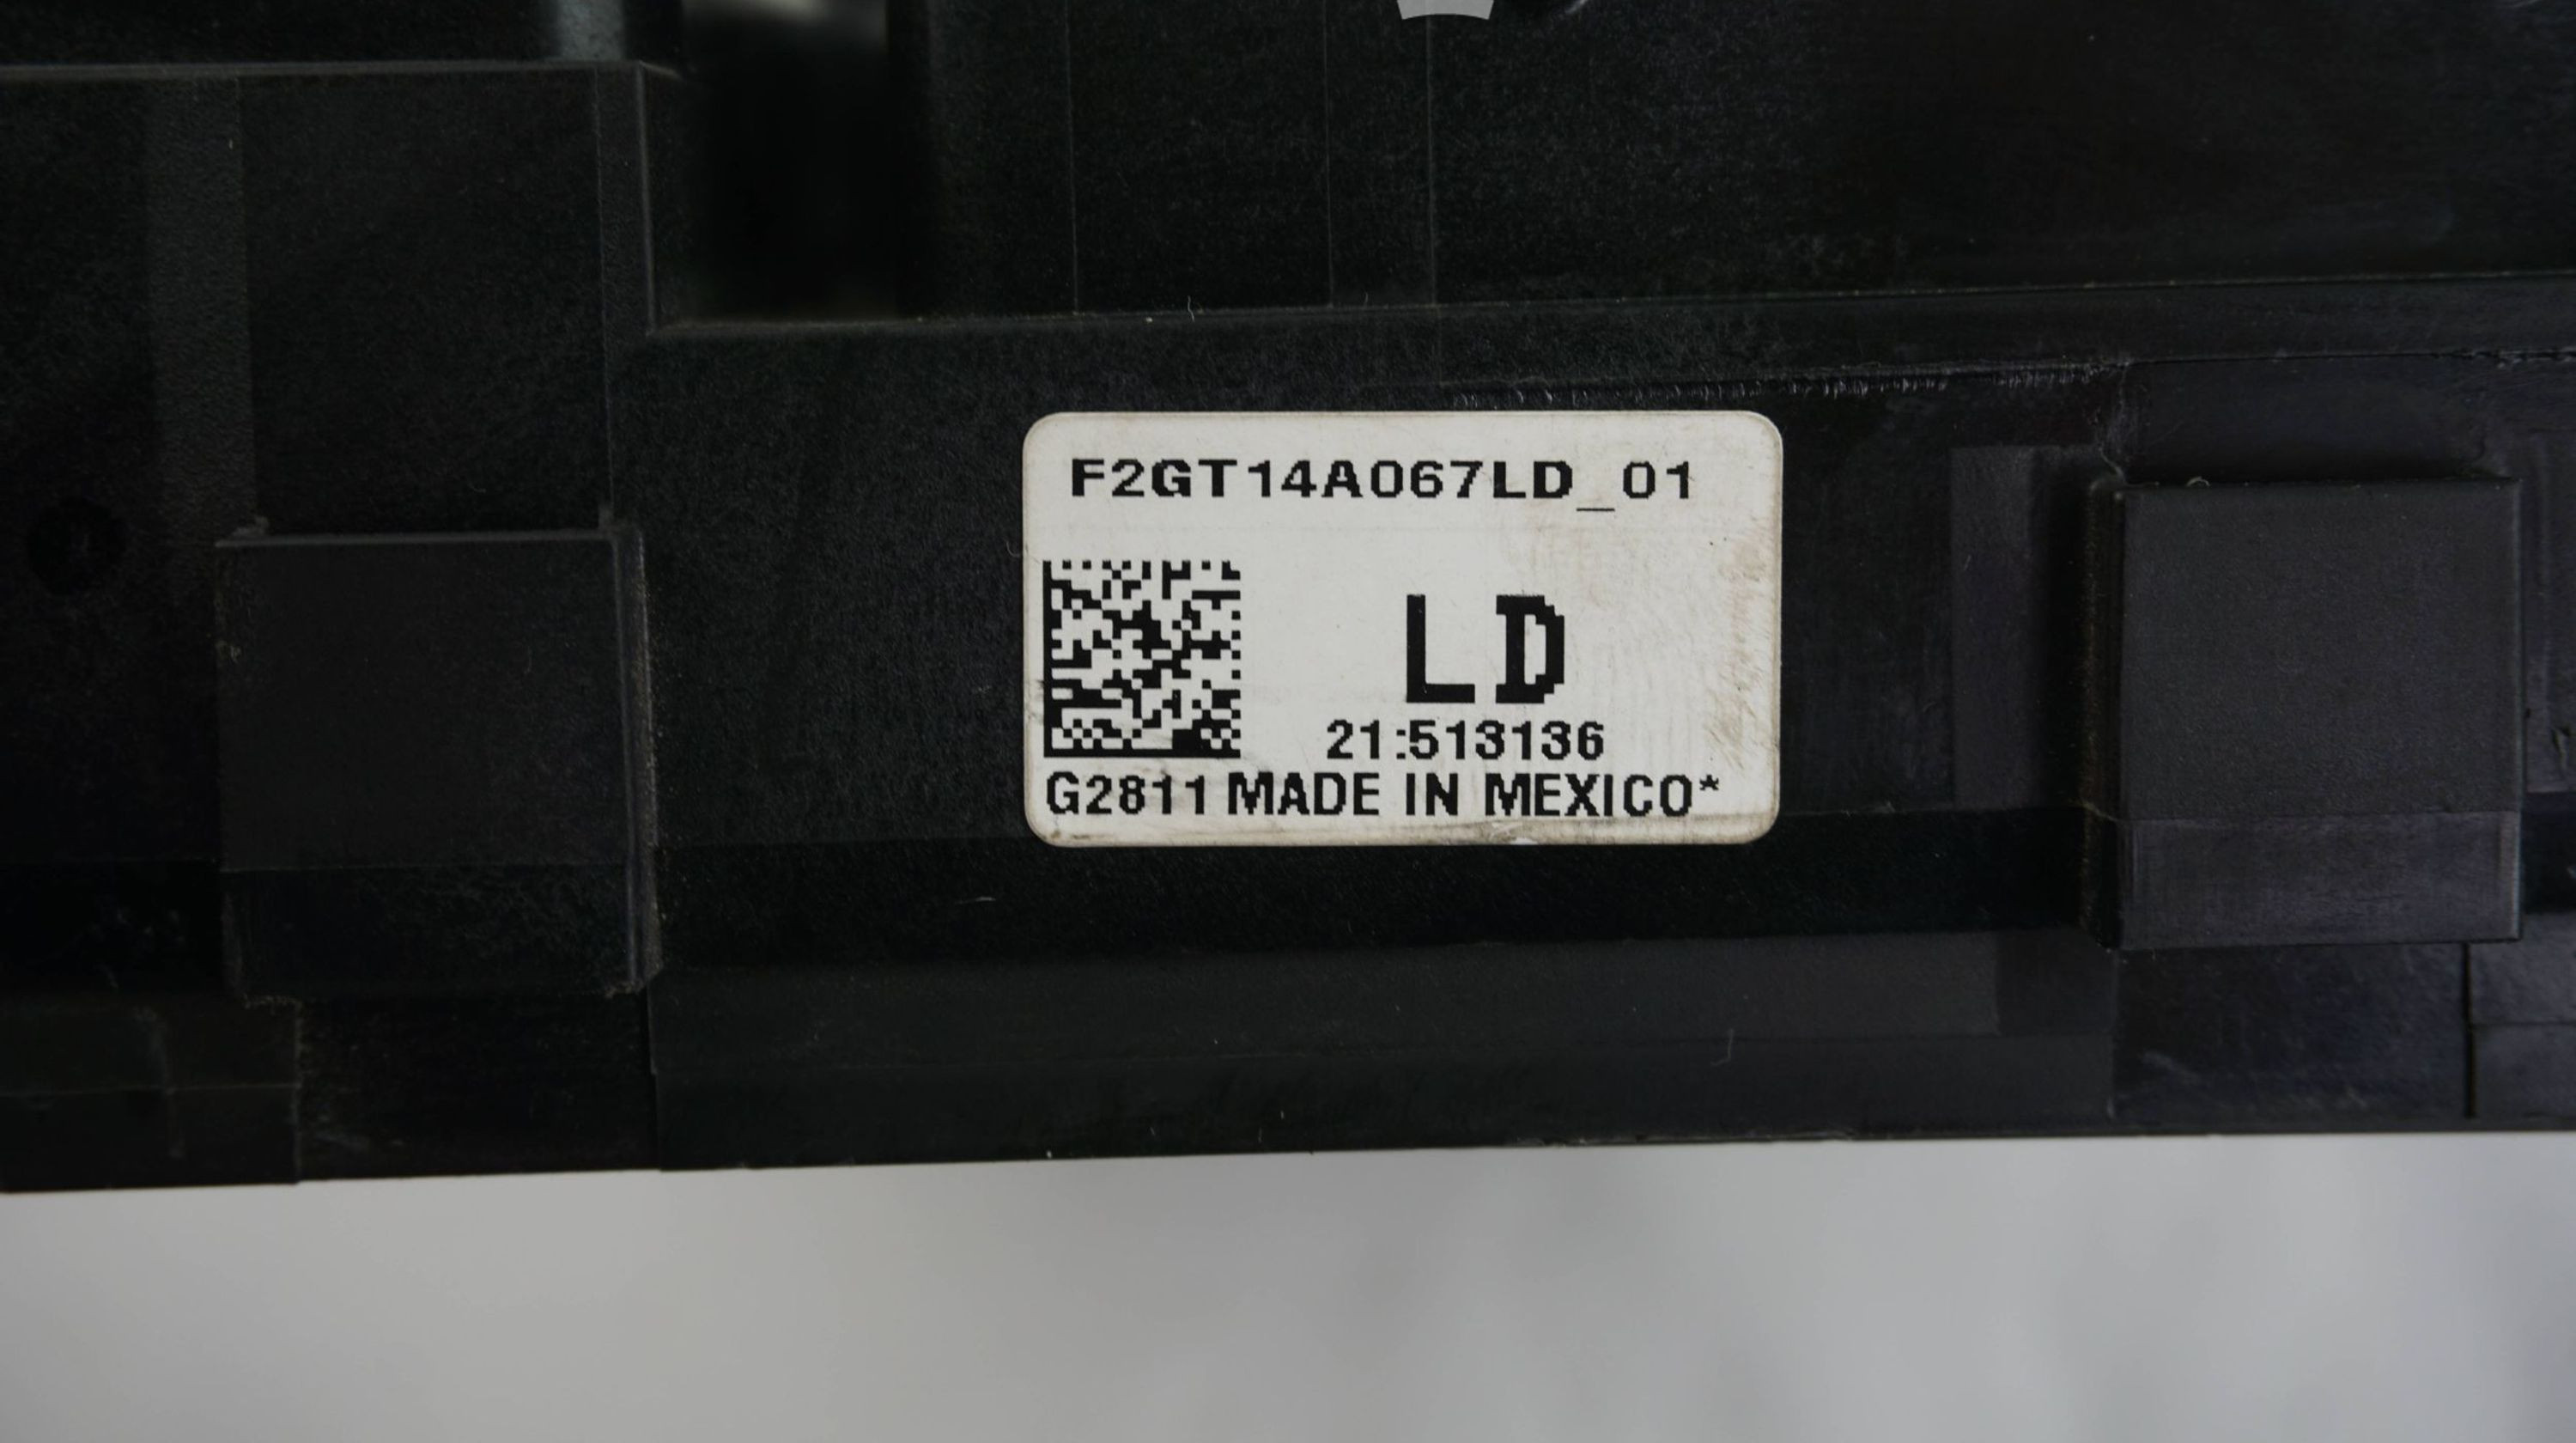 F2GT14A067LD_01
LD
21:513136
G2811 MADE IN MEXICO*